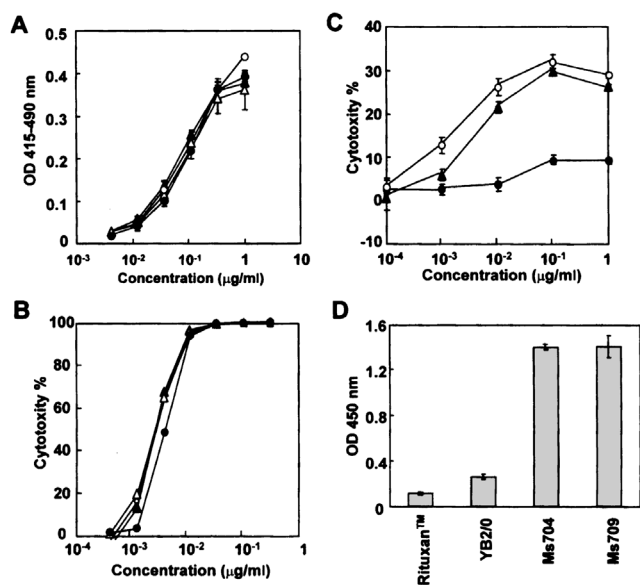 A
0.5
0.4
0.3
0.2
0.1
0
OD 415-490 nm
10-3
10-2
10-1
1
10
Concentration (μg/ml)
C
40
30
20
10
0
-10
Cytotoxity %
10-4
10-3
10-2
10-1
1
Concentration (μg/ml)
B
100
80
60
40
20
0
Cytotoxity %
10-4
10-3
10-2
10-1
1
Concentration (μg/ml)
D
1.6
1.2
0.4
0
OD 450 nm
Rituxan™
YB2/0
Ms704
Ms709